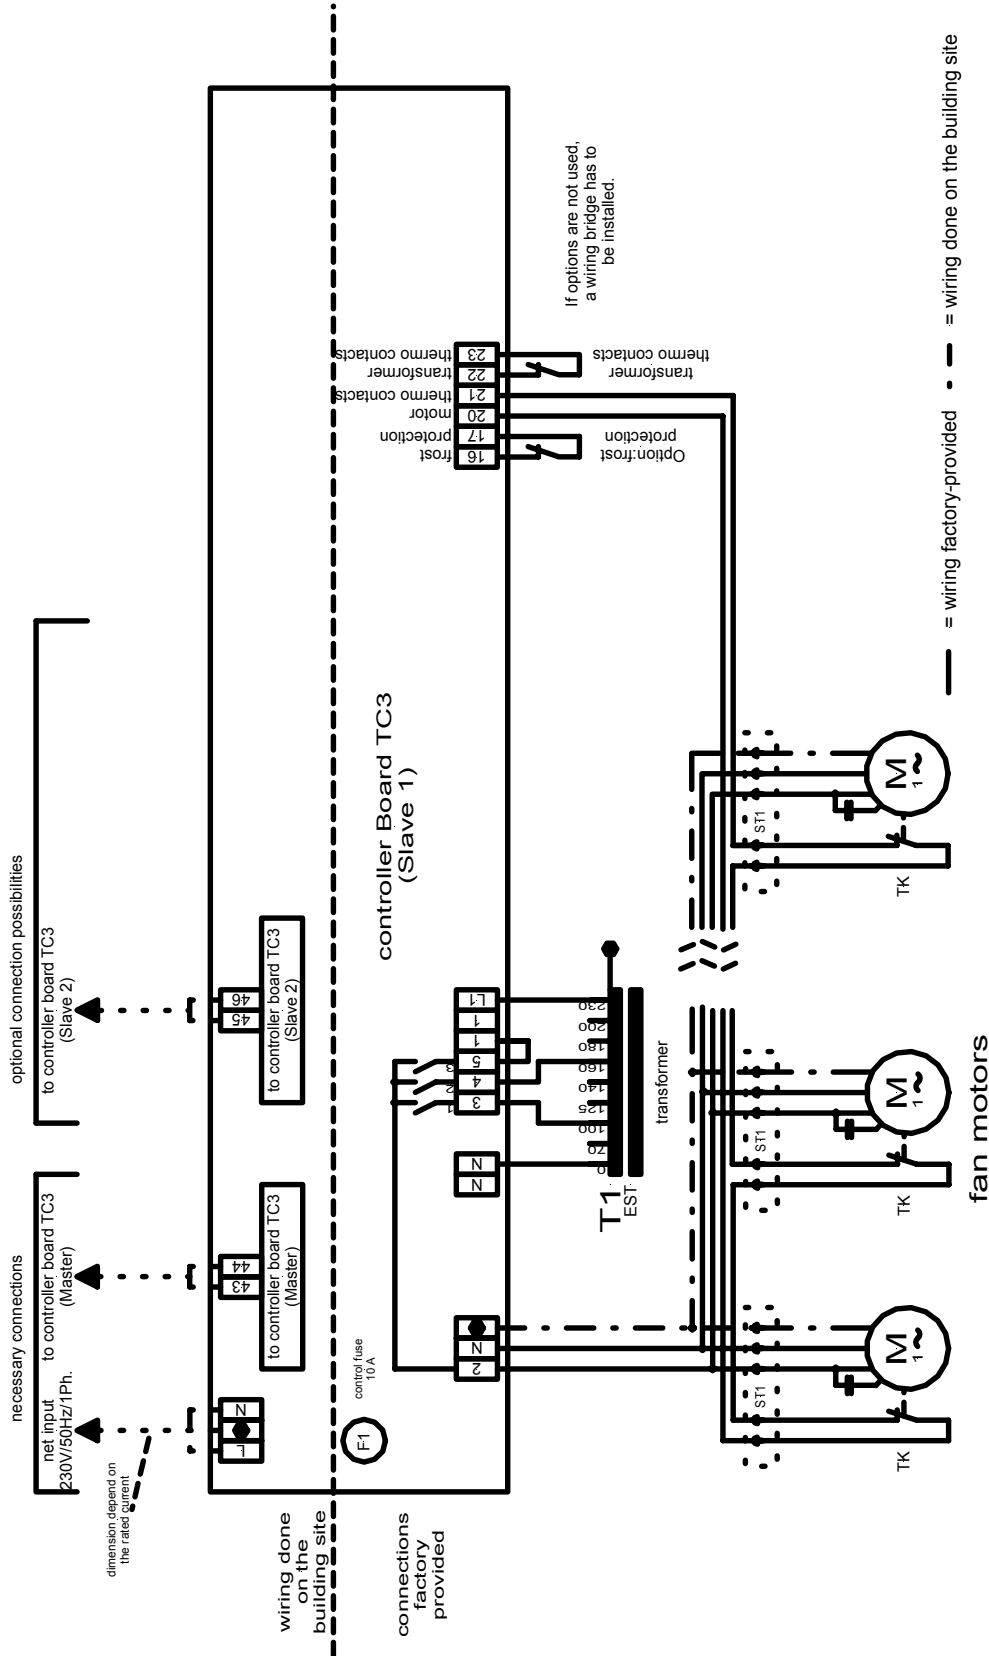 necessary connections
optional connection possibilities
net input
230V/50Hz/1Ph.
to controller board TC3
(Master)
to controller board TC3
(Slave 2)
dimension depend on
the rated current
L
N
43
44
45
46
to controller board TC3
(Master)
to controller board TC3
(Slave 2)
wiring done
on the
building site
connections
factory
provided
F1
control fuse
10 A
controller Board TC3
(Slave 1)
frost
protection
motor
thermo contacts
transformer
thermo contacts
2
N
N
N
3
4
5
1
1
L1
1
2
3
16
17
20
21
22
23
Option:frost
protection
transformer
thermo contacts
If options are not used,
a wiring bridge has to
be installed.
T1
EST
0
70
100
125
140
160
180
200
230
transformer
ST1
ST1
ST1
M
1~
M
1~
M
1~
TK
TK
TK
fan motors
= wiring factory-provided
= wiring done on the building site